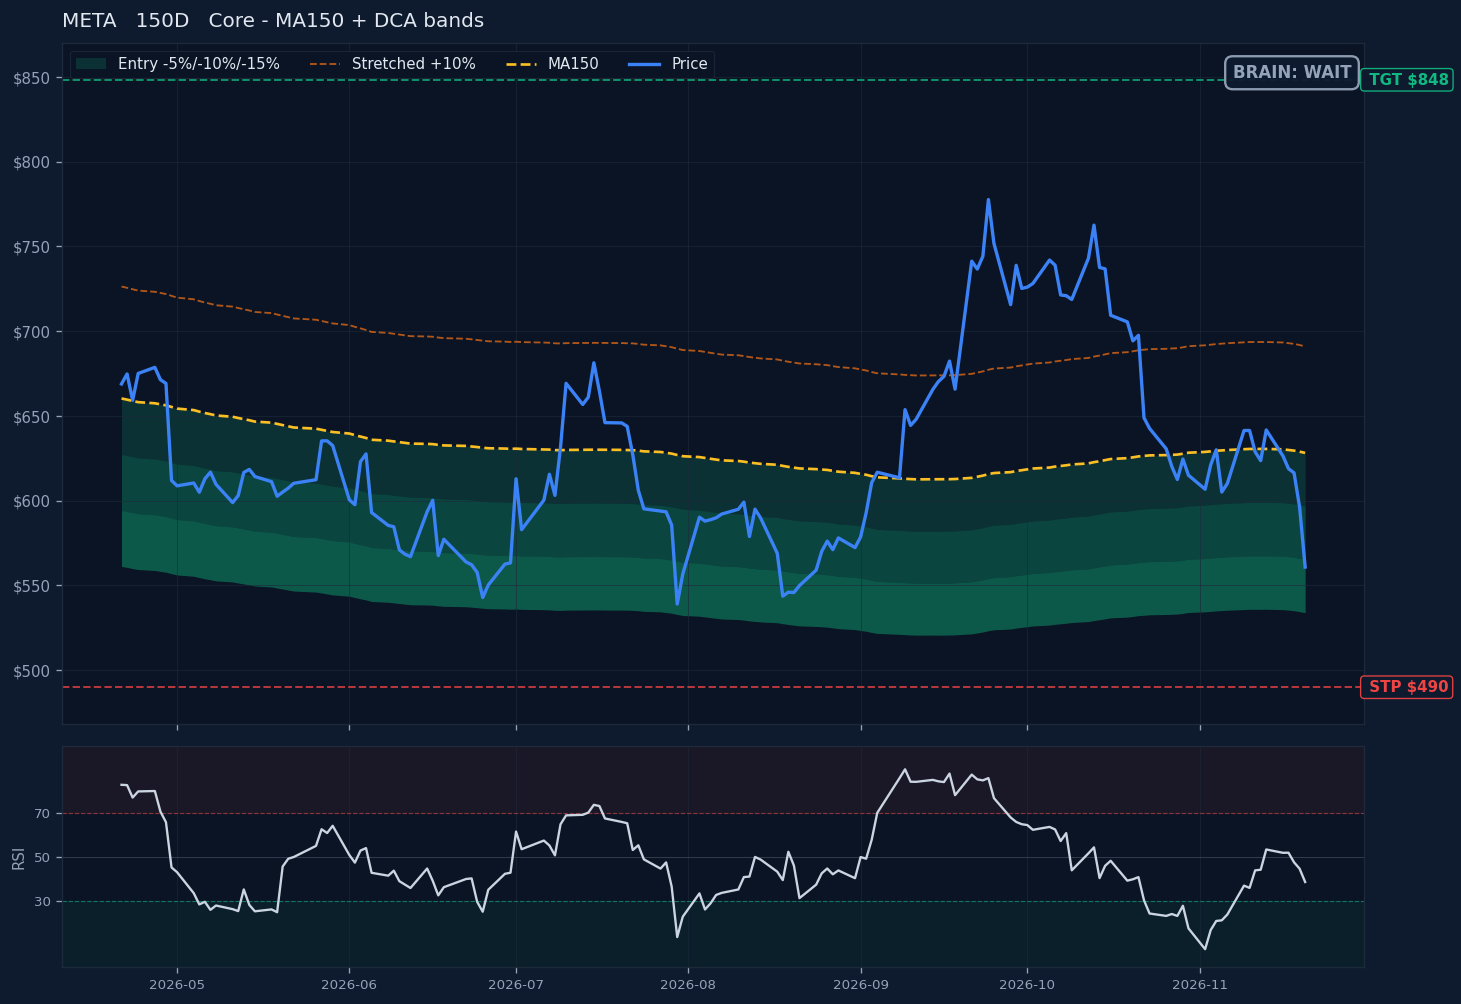 META   150D   Core - MA150 + DCA bands
Entry -5%/-10%/-15%
Stretched +10%
MA150
Price
BRAIN: WAIT
TGT $848
$850
$800
$750
$700
$650
$600
$550
$500
STP $490
RSI
70
50
30
2026-05
2026-06
2026-07
2026-08
2026-09
2026-10
2026-11